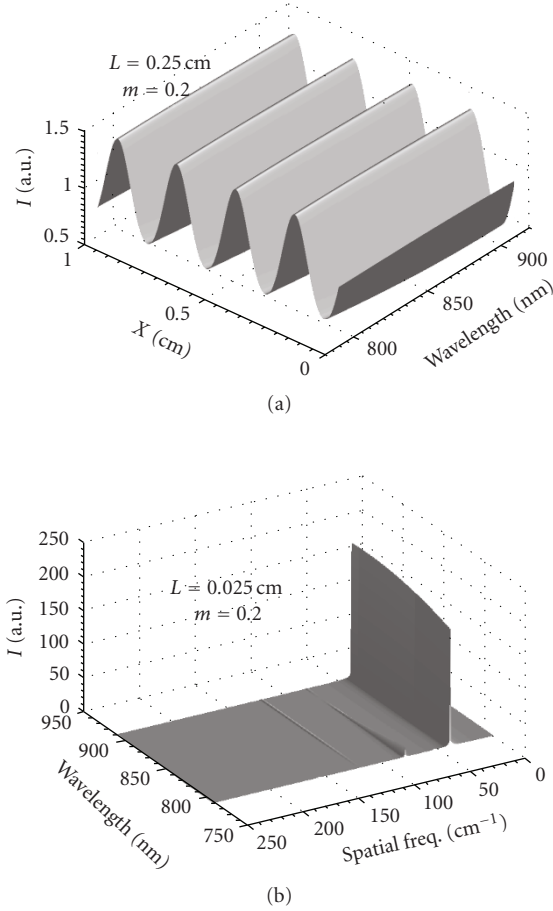 L = 0.25 cm
m = 0.2
1.5
1
0.5
I (a.u.)
1
0.5
0
X (cm)
800
850
900
Wavelength (nm)
(a)
L = 0.025 cm
m = 0.2
250
200
150
100
50
0
I (a.u.)
950
900
850
800
750
Wavelength (nm)
250
200
150
100
50
0
Spatial freq. (cm⁻¹)
(b)